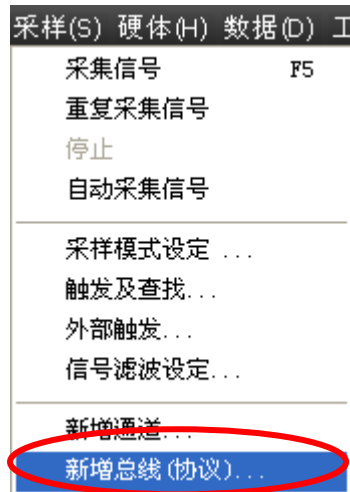 采样(S) 硬体(H) 数据(D) 工
采集信号 F5
重复采集信号
停止
自动采集信号
采样模式设定 ...
触发及查找...
外部触发...
信号滤波设定...
新增通道...
新增总线(协议)...